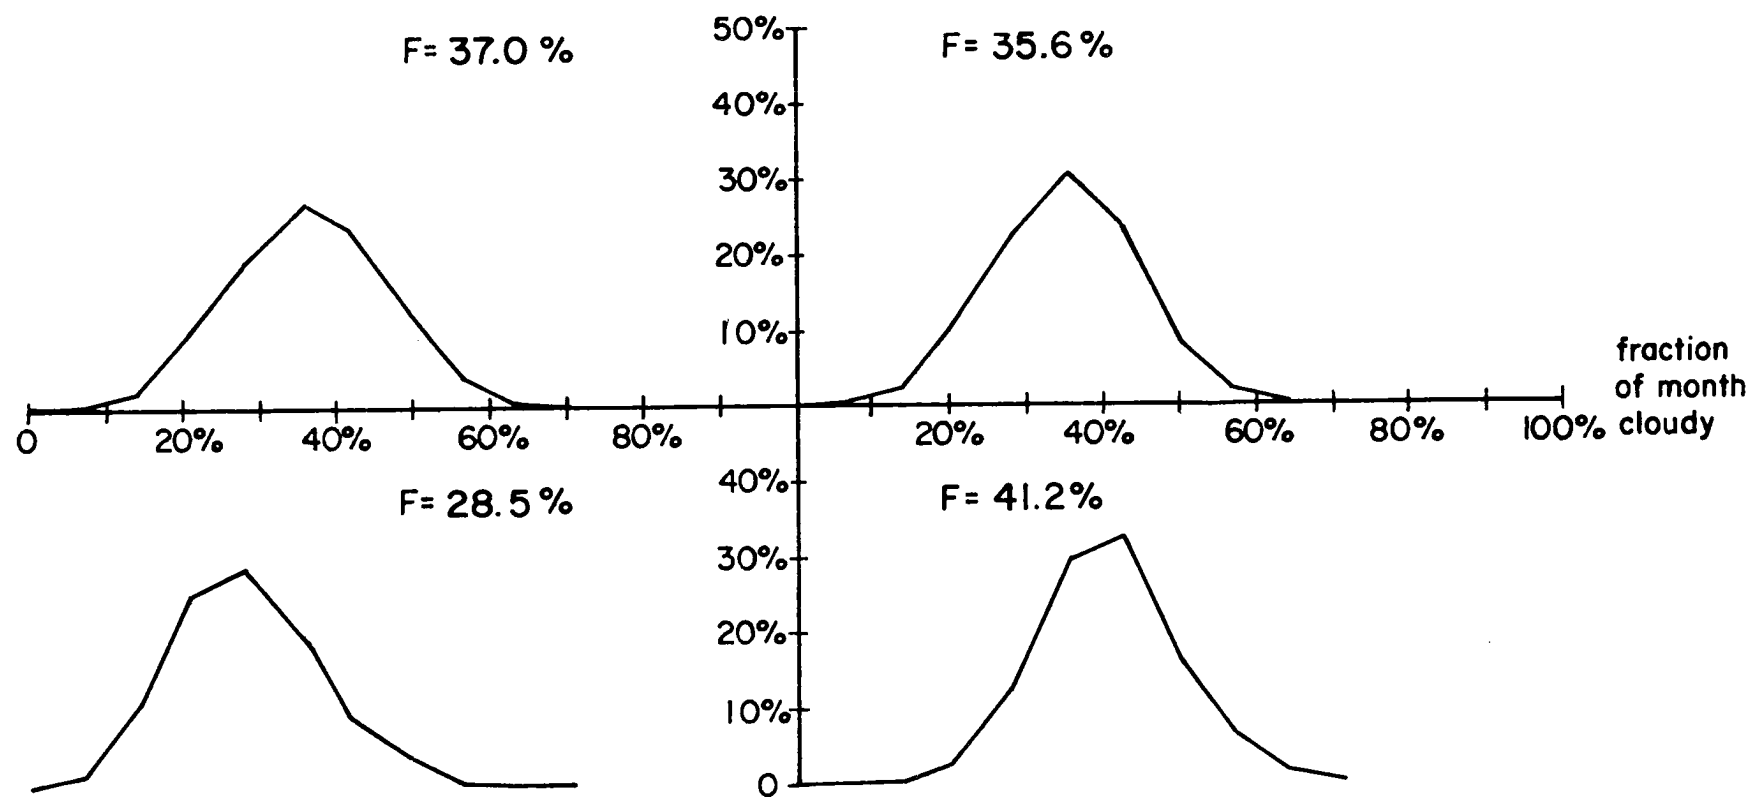 F= 37.0 %
50%
F= 35.6 %
40%
30%
20%
10%
fraction
of month
cloudy
0 20% 40% 60% 80% 20% 40% 60% 80% 100%
F= 28.5 %
40%
F= 41.2%
30%
20%
10%
0